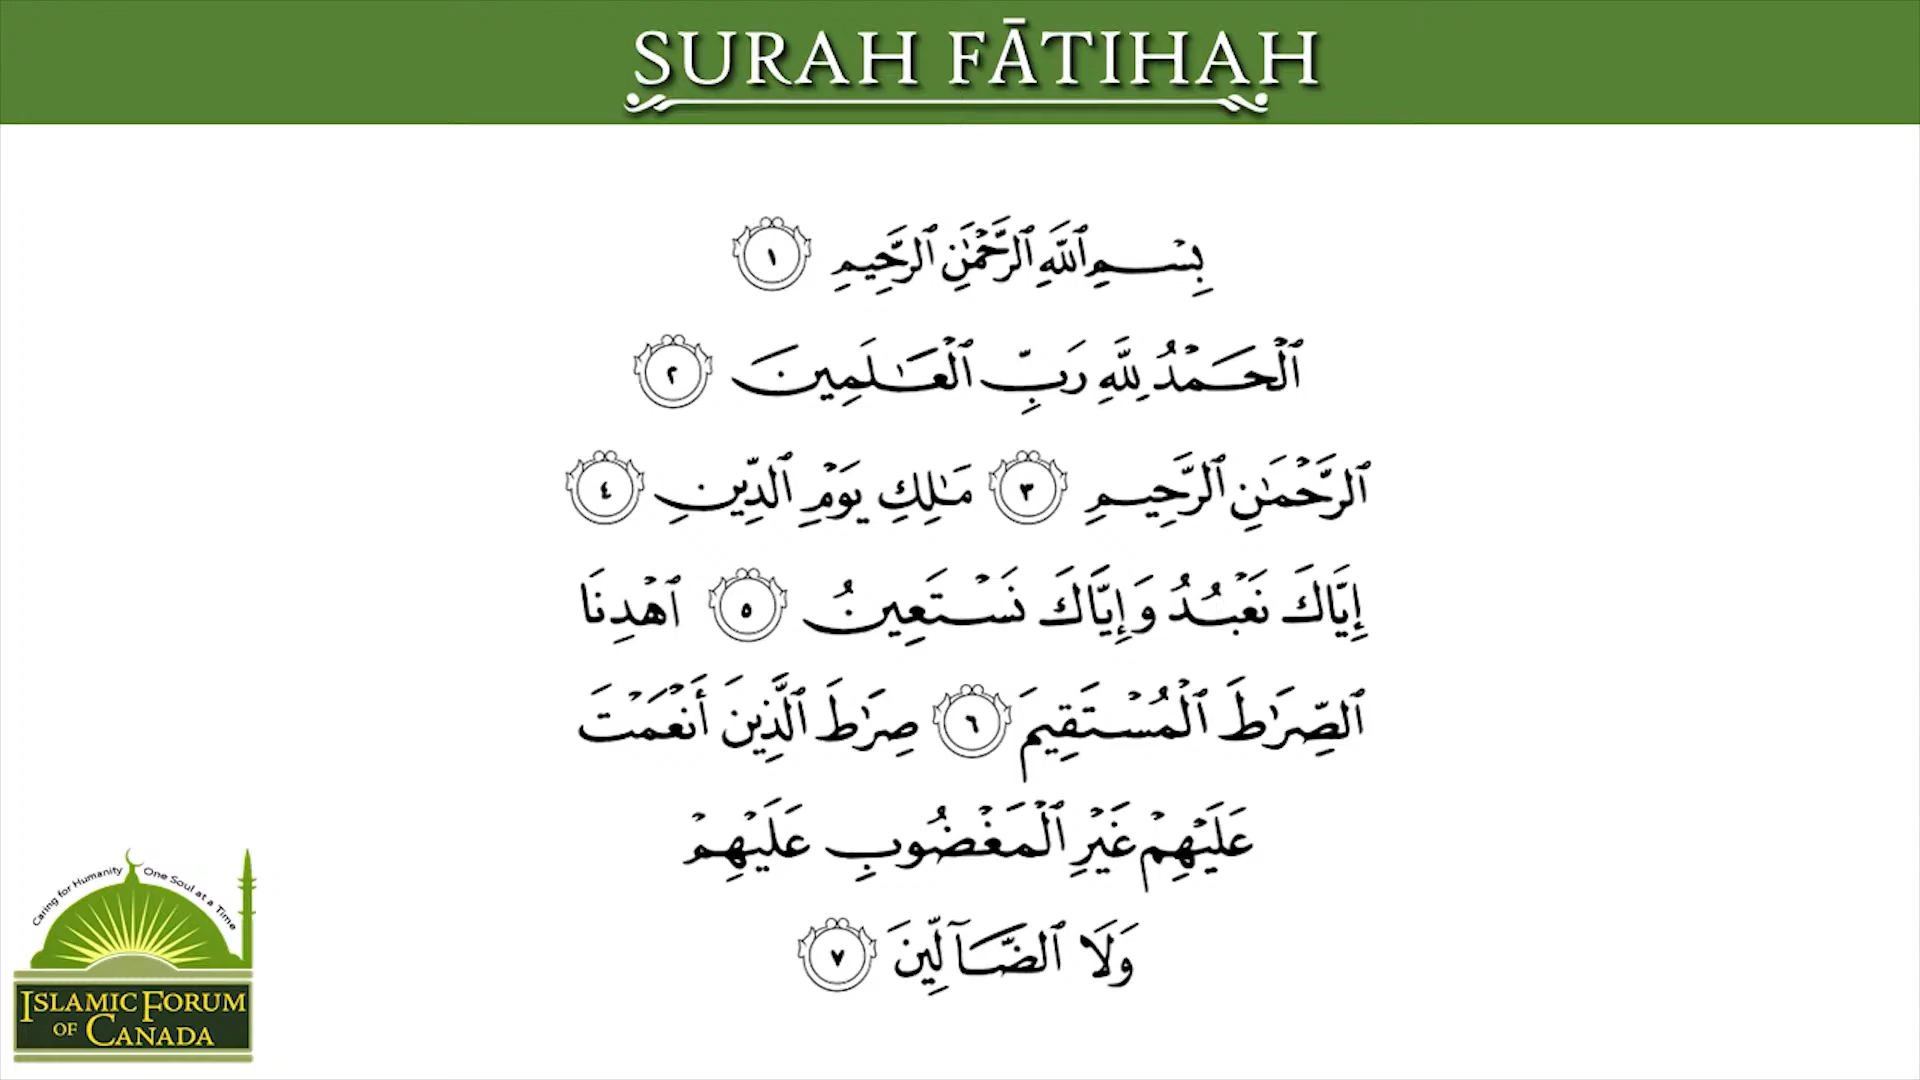 SURAH FĀTIHAH
بِسْمِ ٱللَّهِ ٱلرَّحْمَٰنِ ٱلرَّحِيمِ ١
ٱلْحَمْدُ لِلَّهِ رَبِّ ٱلْعَٰلَمِينَ ٢
ٱلرَّحْمَٰنِ ٱلرَّحِيمِ ٣ مَٰلِكِ يَوْمِ ٱلدِّينِ ٤
إِيَّاكَ نَعْبُدُ وَإِيَّاكَ نَسْتَعِينُ ٥ ٱهْدِنَا
ٱلصِّرَٰطَ ٱلْمُسْتَقِيمَ ٦ صِرَٰطَ ٱلَّذِينَ أَنْعَمْتَ
عَلَيْهِمْ غَيْرِ ٱلْمَغْضُوبِ عَلَيْهِمْ
وَلَا ٱلضَّآلِّينَ ٧
Caring for Humanity One Soul at a Time
ISLAMIC FORUM
OF CANADA